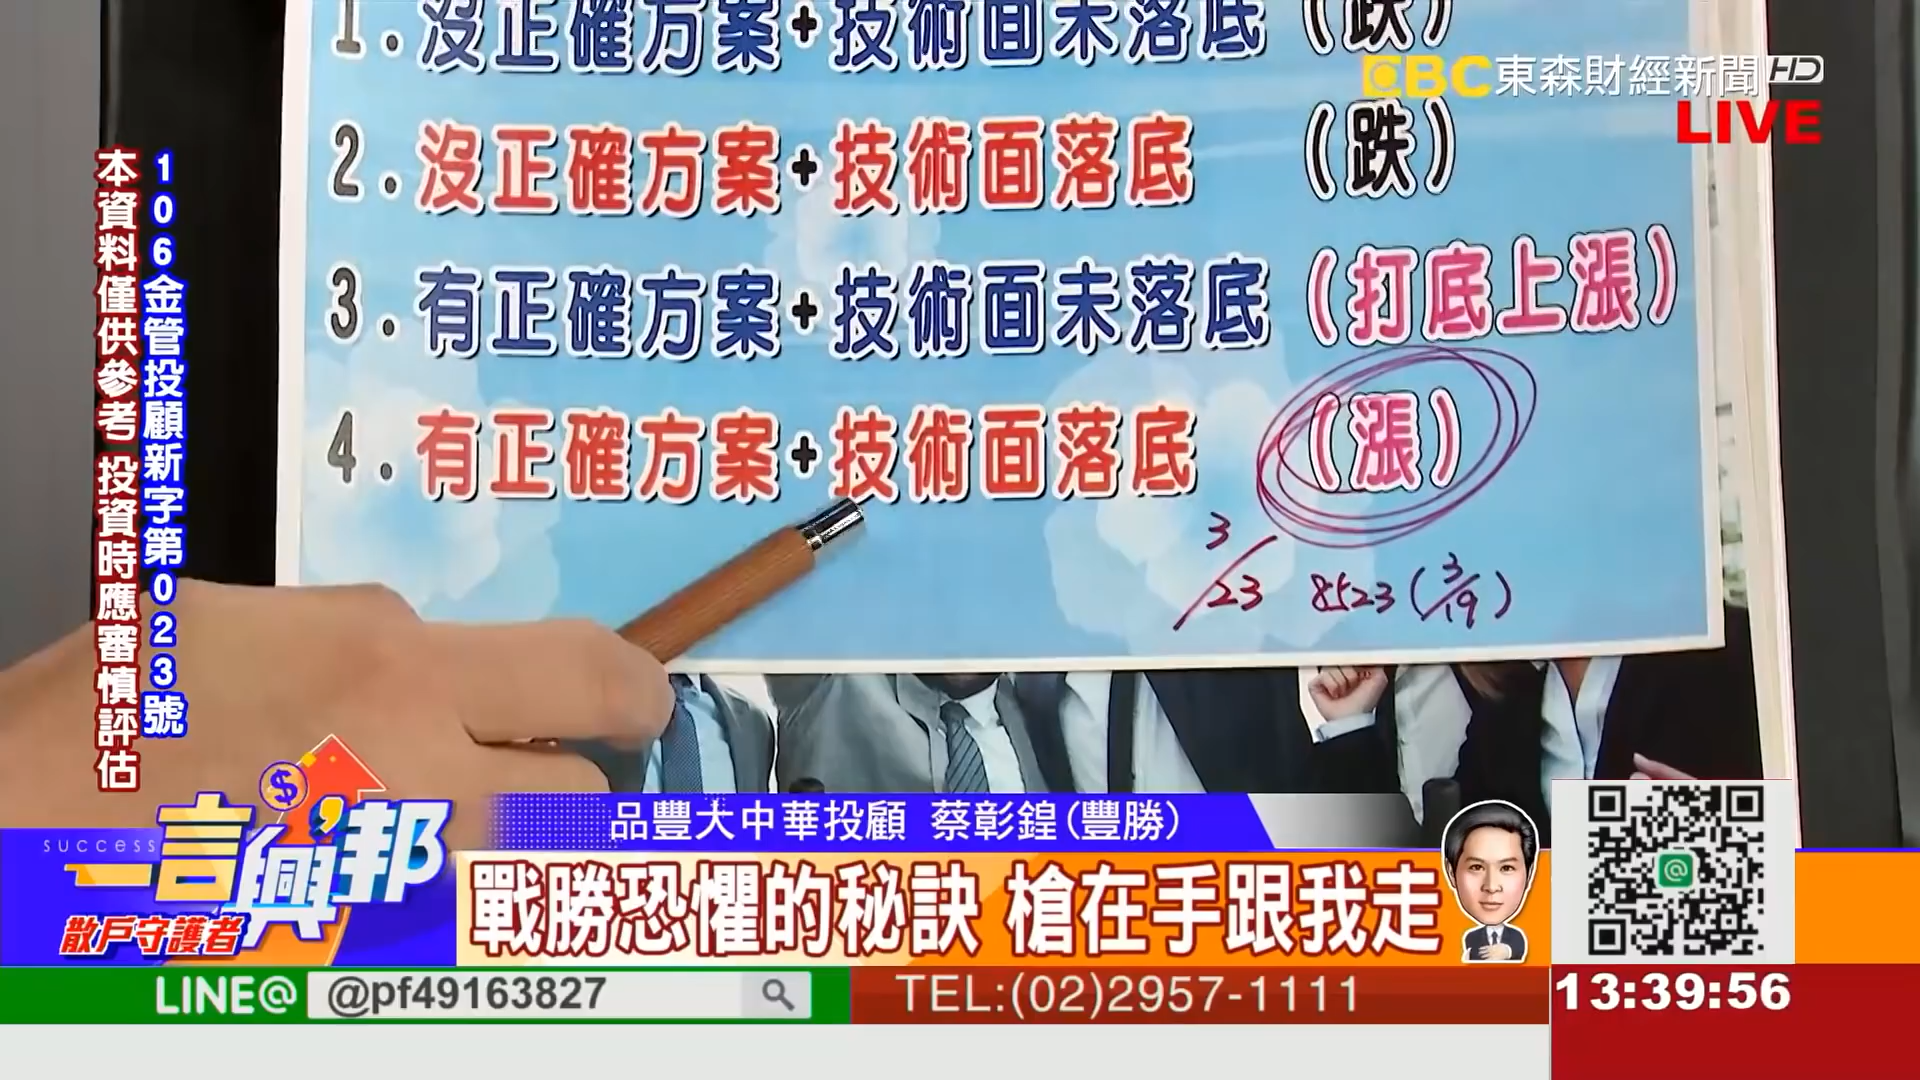 1.沒正確方案+技術面未落底 (跌)
EBC東森財經新聞HD
LIVE
2.沒正確方案+技術面落底 (跌)
3.有正確方案+技術面未落底 (打底上漲)
4.有正確方案+技術面落底 (漲)
3/23 8523(3/19)
106金管投顧新字第023號
本資料僅供參考 投資時應審慎評估
success
一言興邦
散戶守護者
品豐大中華投顧 蔡彰鍠(豐勝)
戰勝恐懼的秘訣 槍在手跟我走
LINE@ @pf49163827
TEL:(02)2957-1111
13:39:56